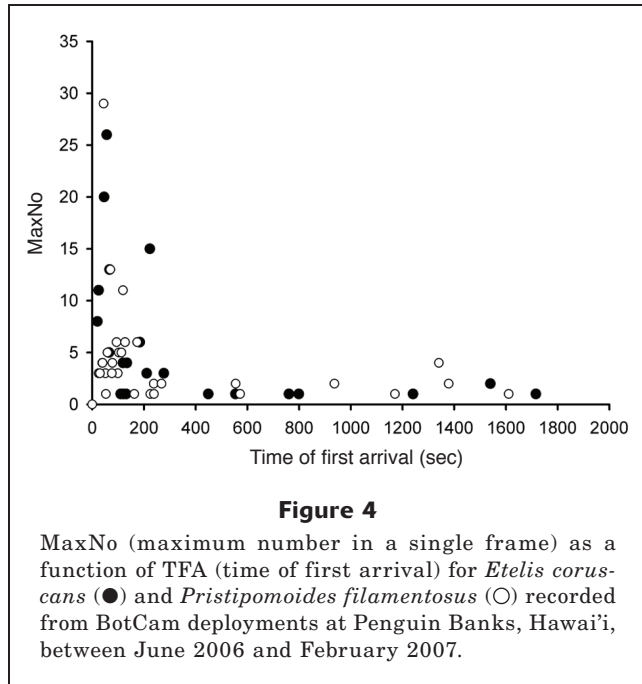 35
30
25
20
15
10
5
0
MaxNo
0 200 400 600 800 1000 1200 1400 1600 1800 2000
Time of first arrival (sec)
Figure 4
MaxNo (maximum number in a single frame) as a
function of TFA (time of first arrival) for Etelis corus-
cans (●) and Pristipomoides filamentosus (○) recorded
from BotCam deployments at Penguin Banks, Hawai'i,
between June 2006 and February 2007.